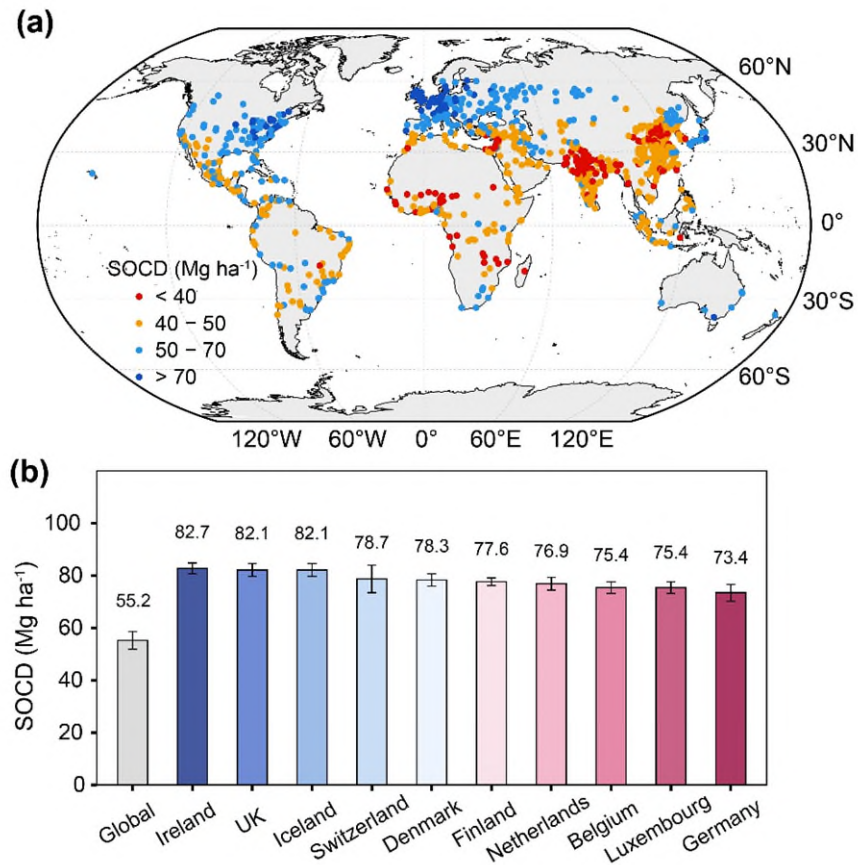 (a)
60°N
30°N
0°
30°S
60°S
SOCD (Mg ha⁻¹)
< 40
40 – 50
50 – 70
> 70
120°W 60°W 0° 60°E 120°E
(b)
SOCD (Mg ha⁻¹)
100
80
60
40
20
0
55.2
82.7
82.1
82.1
78.7
78.3
77.6
76.9
75.4
75.4
73.4
Global
Ireland
UK
Iceland
Switzerland
Denmark
Finland
Netherlands
Belgium
Luxembourg
Germany